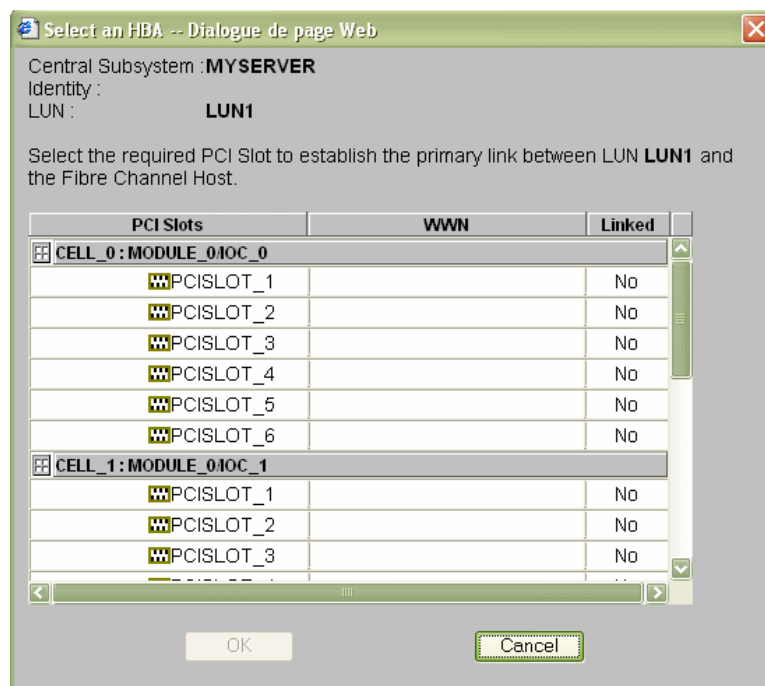 Select an HBA -- Dialogue de page Web
Central Subsystem : MYSERVER
Identity :
LUN : LUN1
Select the required PCI Slot to establish the primary link between LUN LUN1 and
the Fibre Channel Host.
PCI Slots WWN Linked
CELL_0 : MODULE_0/IOC_0
PCISLOT_1 No
PCISLOT_2 No
PCISLOT_3 No
PCISLOT_4 No
PCISLOT_5 No
PCISLOT_6 No
CELL_1 : MODULE_0/IOC_1
PCISLOT_1 No
PCISLOT_2 No
PCISLOT_3 No
OK Cancel